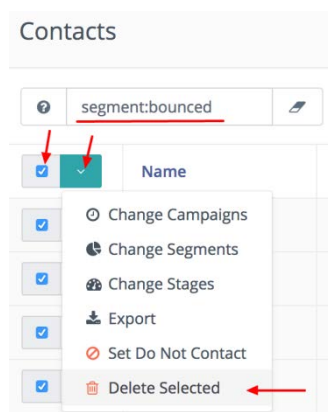 Contacts
segment:bounced
Name
Change Campaigns
Change Segments
Change Stages
Export
Set Do Not Contact
Delete Selected